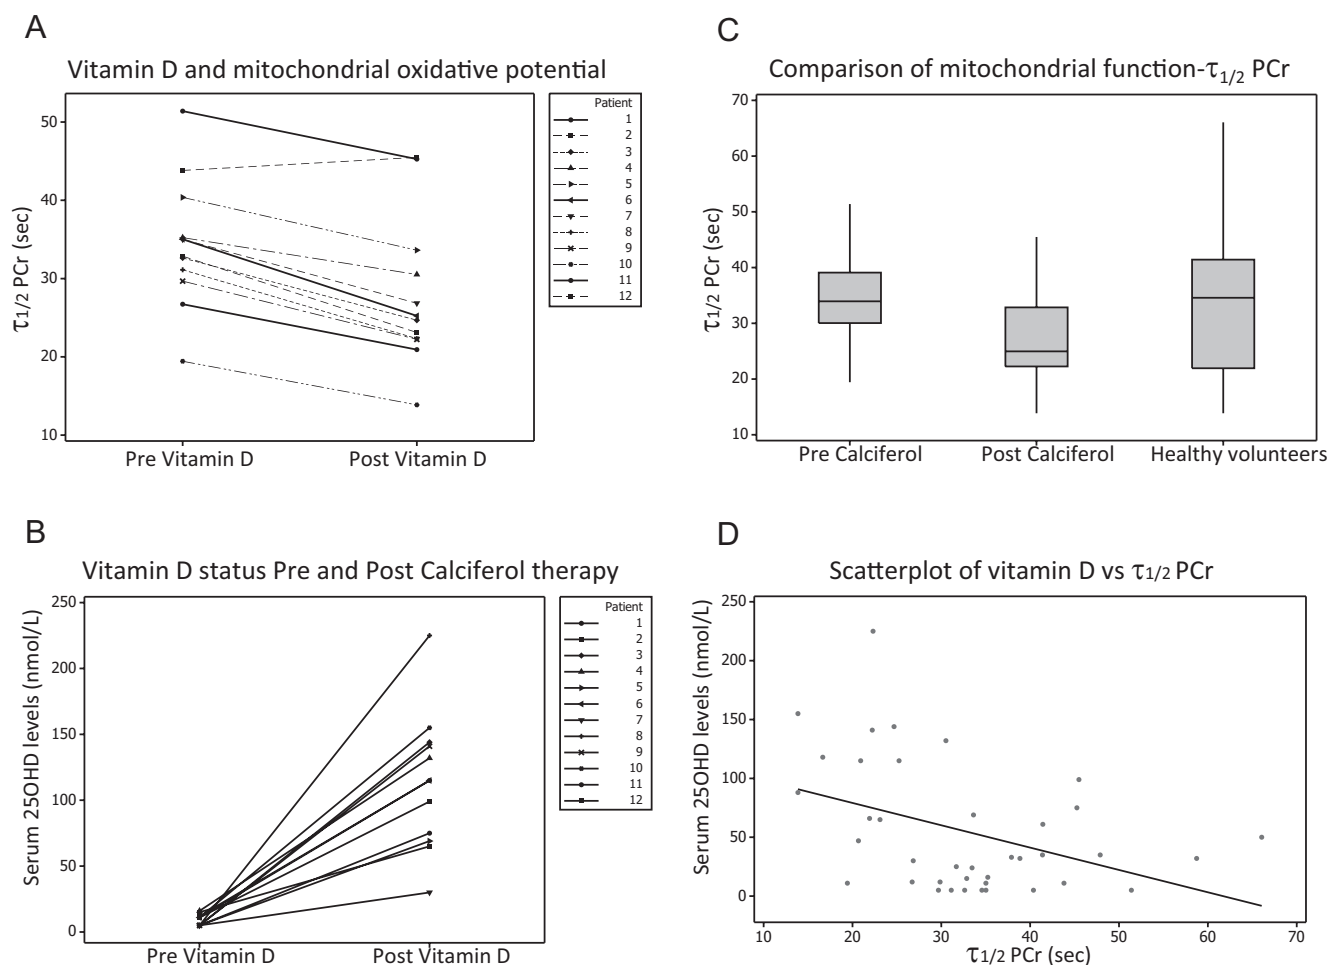 A
Vitamin D and mitochondrial oxidative potential
τ1/2 PCr (sec)
50
40
30
20
10
Pre Vitamin D
Post Vitamin D
Patient
1
2
3
4
5
6
7
8
9
10
11
12
B
Vitamin D status Pre and Post Calciferol therapy
Serum 25OHD levels (nmol/L)
250
200
150
100
50
0
Pre Vitamin D
Post Vitamin D
Patient
1
2
3
4
5
6
7
8
9
10
11
12
C
Comparison of mitochondrial function-τ1/2 PCr
τ1/2 PCr (sec)
70
60
50
40
30
20
10
Pre Calciferol
Post Calciferol
Healthy volunteers
D
Scatterplot of vitamin D vs τ1/2 PCr
Serum 25OHD levels (nmol/L)
250
200
150
100
50
0
10 20 30 40 50 60 70
τ1/2 PCr (sec)